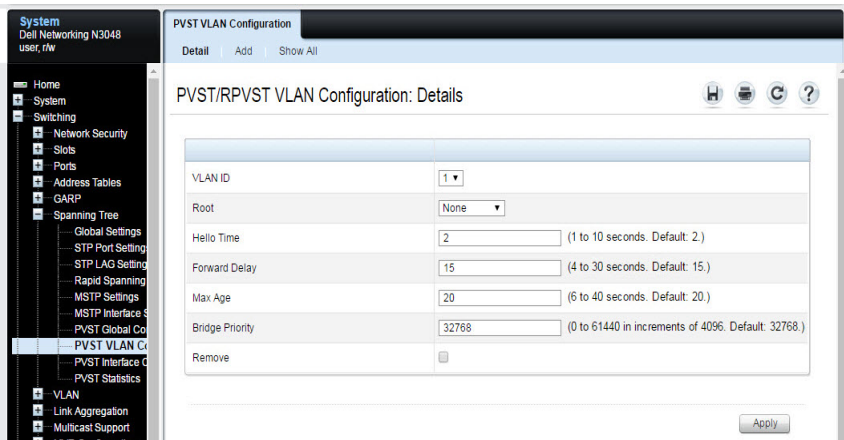 System
Dell Networking N3048
user, r/w
PVST VLAN Configuration
Detail Add Show All
Home
System
Switching
Network Security
Slots
Ports
Address Tables
GARP
Spanning Tree
Global Settings
STP Port Setting
STP LAG Setting
Rapid Spanning
MSTP Settings
MSTP Interface S
PVST Global Co
PVST VLAN Co
PVST Interface C
PVST Statistics
VLAN
Link Aggregation
Multicast Support
PVST/RPVST VLAN Configuration: Details
?
VLAN ID 1
Root None
Hello Time 2 (1 to 10 seconds. Default: 2.)
Forward Delay 15 (4 to 30 seconds. Default: 15.)
Max Age 20 (6 to 40 seconds. Default: 20.)
Bridge Priority 32768 (0 to 61440 in increments of 4096. Default: 32768.)
Remove
Apply